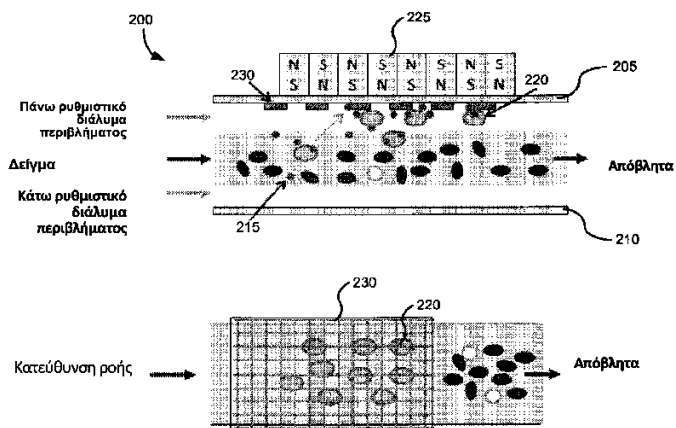 200
225
N S N S N S N S
S N S N S N S N
230
220
205
Πάνω ρυθμιστικό
διάλυμα
περιβλήματος
Δείγμα
Απόβλητα
Κάτω ρυθμιστικό
διάλυμα
περιβλήματος
215
210
230
220
Κατεύθυνση ροής
Απόβλητα